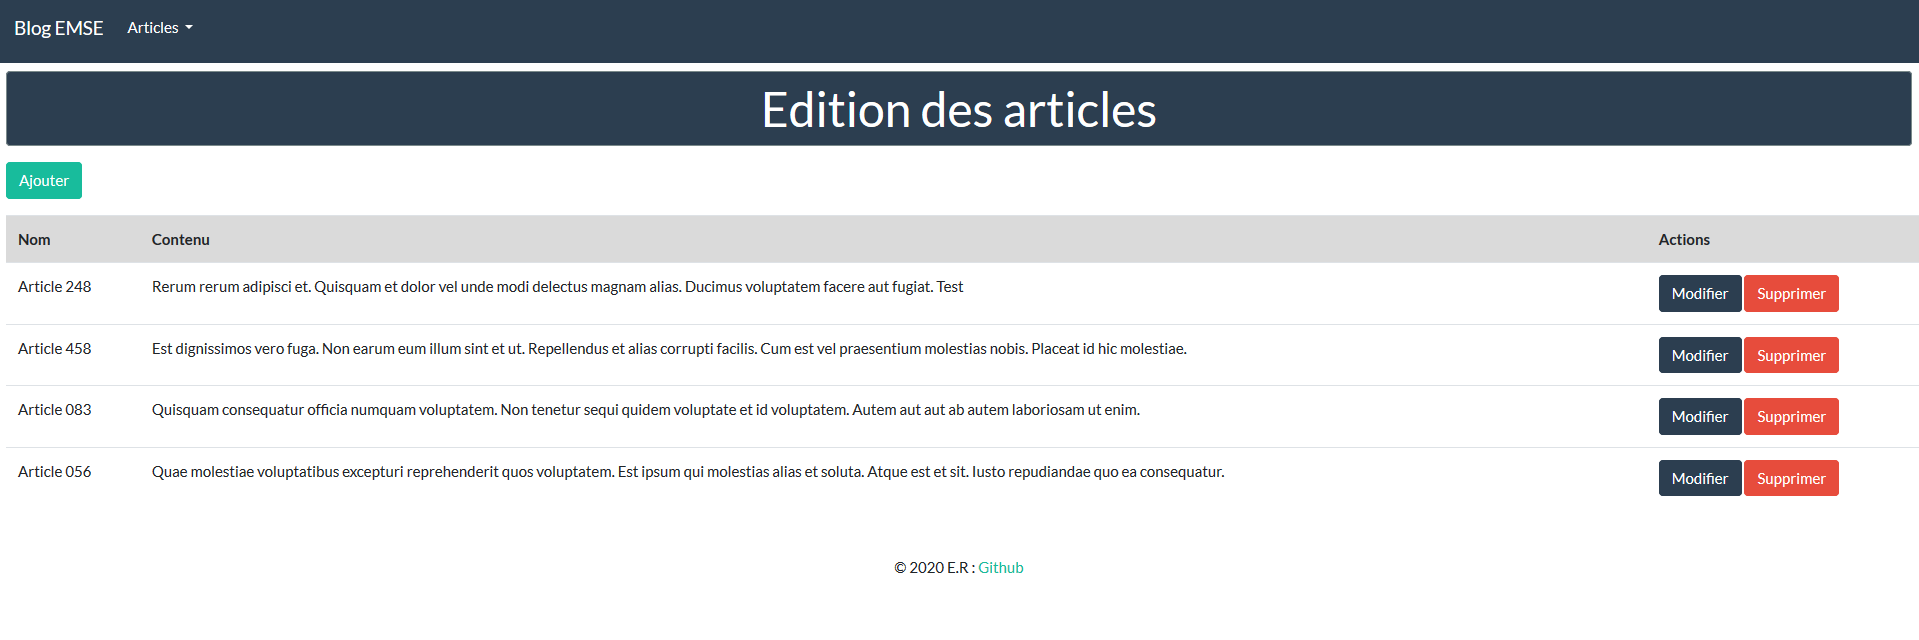 Blog EMSE Articles
Edition des articles
Ajouter
Nom Contenu Actions
Article 248 Rerum rerum adipisci et. Quisquam et dolor vel unde modi delectus magnam alias. Ducimus voluptatem facere aut fugiat. Test Modifier Supprimer
Article 458 Est dignissimos vero fuga. Non earum eum illum sint et ut. Repellendus et alias corrupti facilis. Cum est vel praesentium molestias nobis. Placeat id hic molestiae. Modifier Supprimer
Article 083 Quisquam consequatur officia numquam voluptatem. Non tenetur sequi quidem voluptate et id voluptatem. Autem aut aut ab autem laboriosam ut enim. Modifier Supprimer
Article 056 Quae molestiae voluptatibus excepturi reprehenderit quos voluptatem. Est ipsum qui molestias alias et soluta. Atque est et sit. Iusto repudiandae quo ea consequatur. Modifier Supprimer
© 2020 E.R : Github